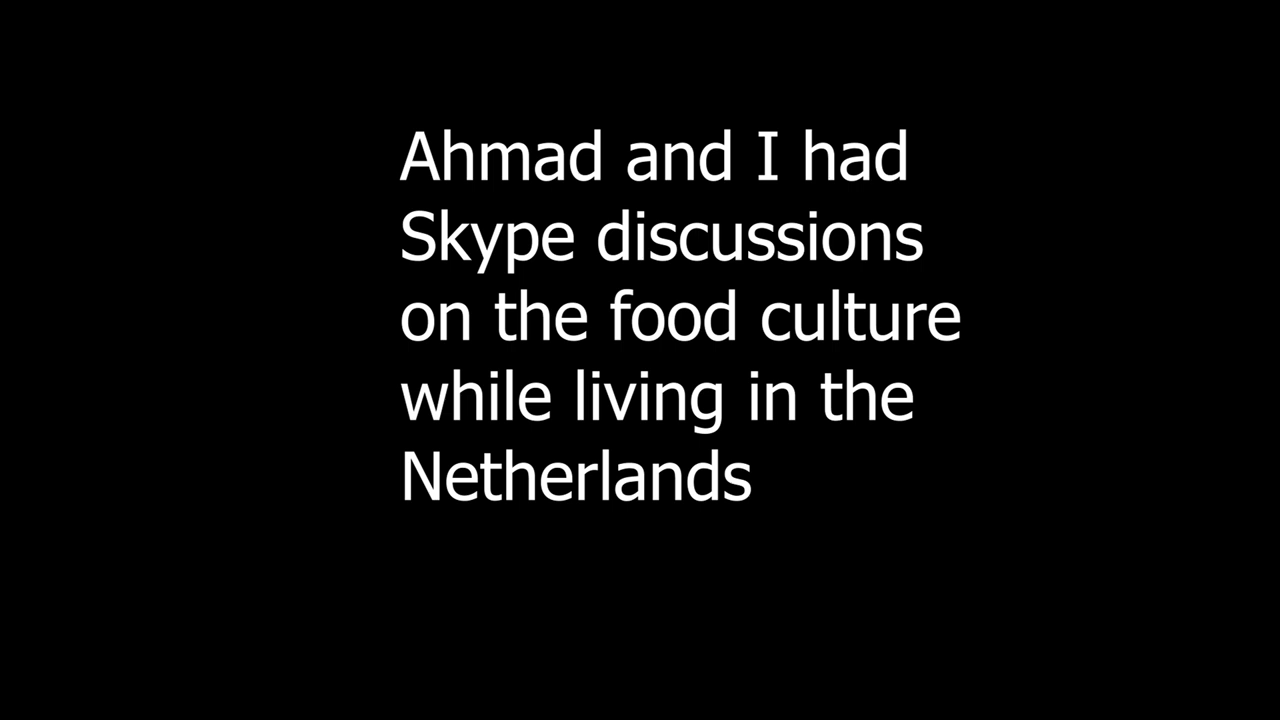 Ahmad and I had
Skype discussions
on the food culture
while living in the
Netherlands